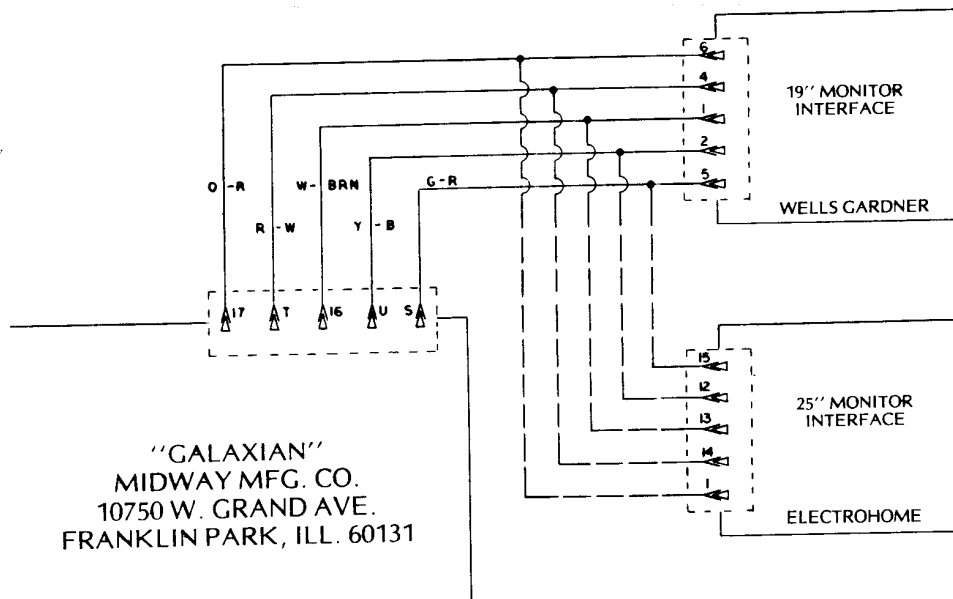 6
4
1
2
5
19'' MONITOR
INTERFACE
WELLS GARDNER
O-R
R-W
W-BRN
Y-B
G-R
17
T
16
U
S
15
12
13
14
1
25'' MONITOR
INTERFACE
ELECTROHOME
''GALAXIAN''
MIDWAY MFG. CO.
10750 W. GRAND AVE.
FRANKLIN PARK, ILL. 60131